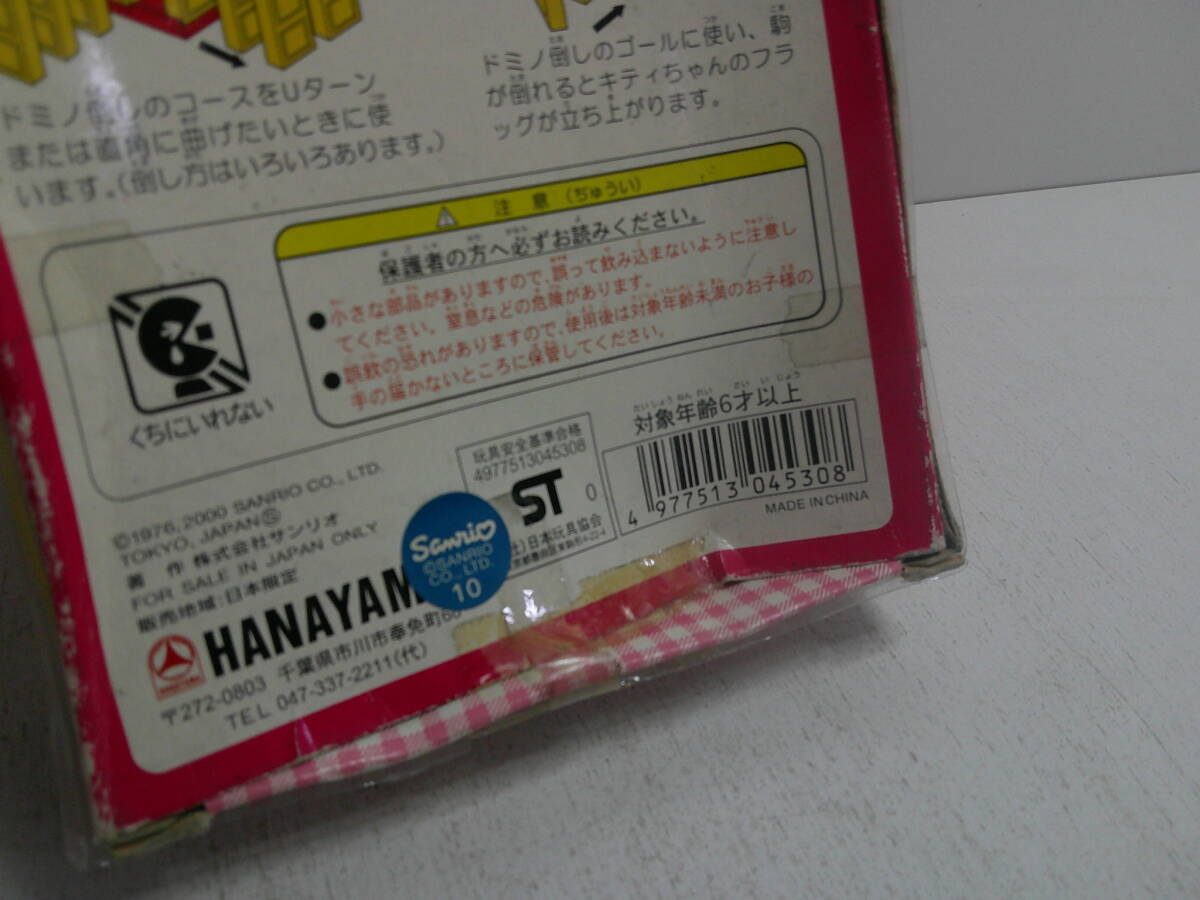 ドミノ倒しのコースをUターン
または直角に曲げたいときに使
います。(倒し方はいろいろあります。)
ドミノ倒しのゴールに使い、駒
が倒れるとキティちゃんのフラ
ッグが立ち上がります。
注意(ちゅうい)
保護者の方へ必ずお読みください。
●小さな部品がありますので、誤って飲み込まないように注意し
てください。窒息などの危険があります。
●誤飲の恐れがありますので、使用後は対象年齢未満のお子様の
手の届かないところに保管してください。
くちにいれない
対象年齢6才以上
玩具安全基準合格
4977513045308
ST
0
社)日本玩具協会
4 977513 045308
MADE IN CHINA
©1976, 2000 SANRIO CO., LTD.
TOKYO, JAPAN Ⓢ
著作 株式会社サンリオ
FOR SALE IN JAPAN ONLY
販売地域:日本限定
Sanrio
©SANRIO
CO., LTD.
10
HANAYAM
〒272-0803 千葉県市川市奉免町
TEL 047-337-2211(代)